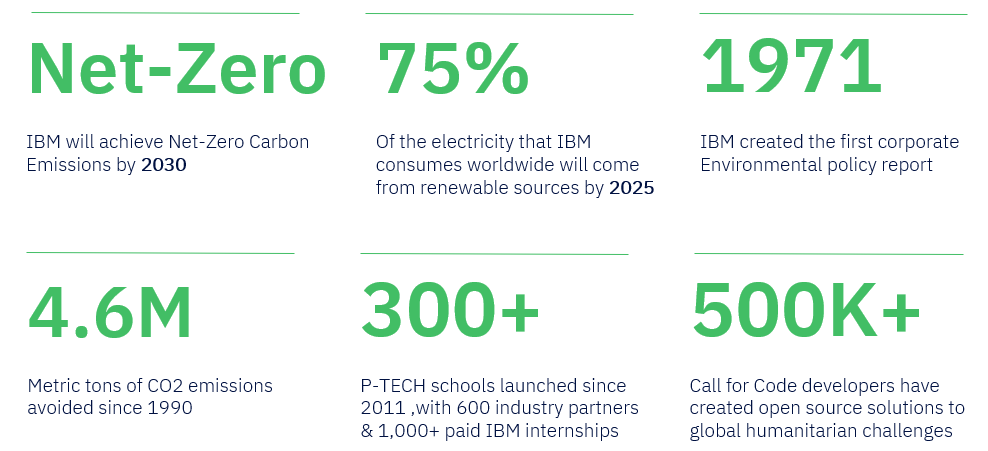 Net-Zero
IBM will achieve Net-Zero Carbon
Emissions by 2030
75%
Of the electricity that IBM
consumes worldwide will come
from renewable sources by 2025
1971
IBM created the first corporate
Environmental policy report
4.6M
Metric tons of CO2 emissions
avoided since 1990
300+
P-TECH schools launched since
2011 ,with 600 industry partners
& 1,000+ paid IBM internships
500K+
Call for Code developers have
created open source solutions to
global humanitarian challenges